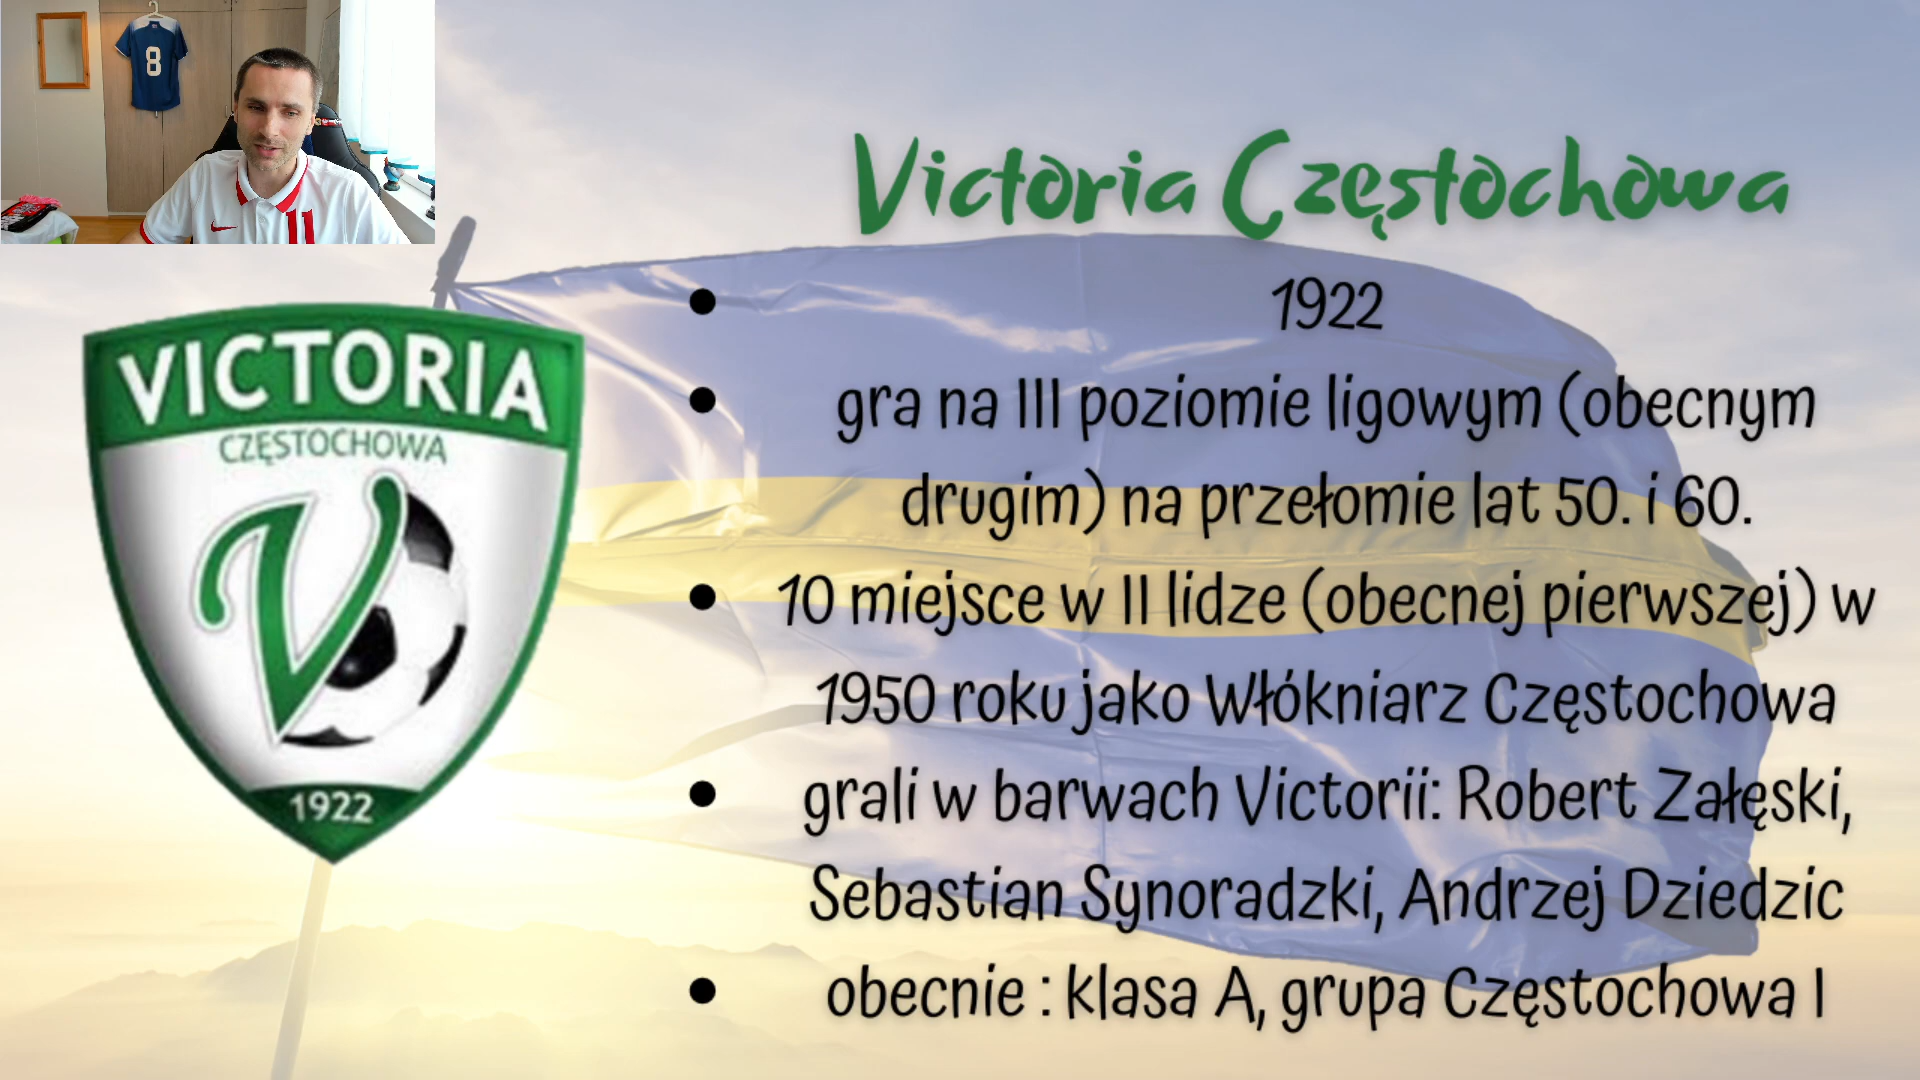 8
11
Victoria Częstochowa
1922
gra na III poziomie ligowym (obecnym
drugim) na przełomie lat 50. i 60.
10 miejsce w II lidze (obecnej pierwszej) w
1950 roku jako Włókniarz Częstochowa
grali w barwach Victorii: Robert Załęski,
Sebastian Synoradzki, Andrzej Dziedzic
obecnie : klasa A, grupa Częstochowa I
VICTORIA
CZĘSTOCHOWA
V
1922